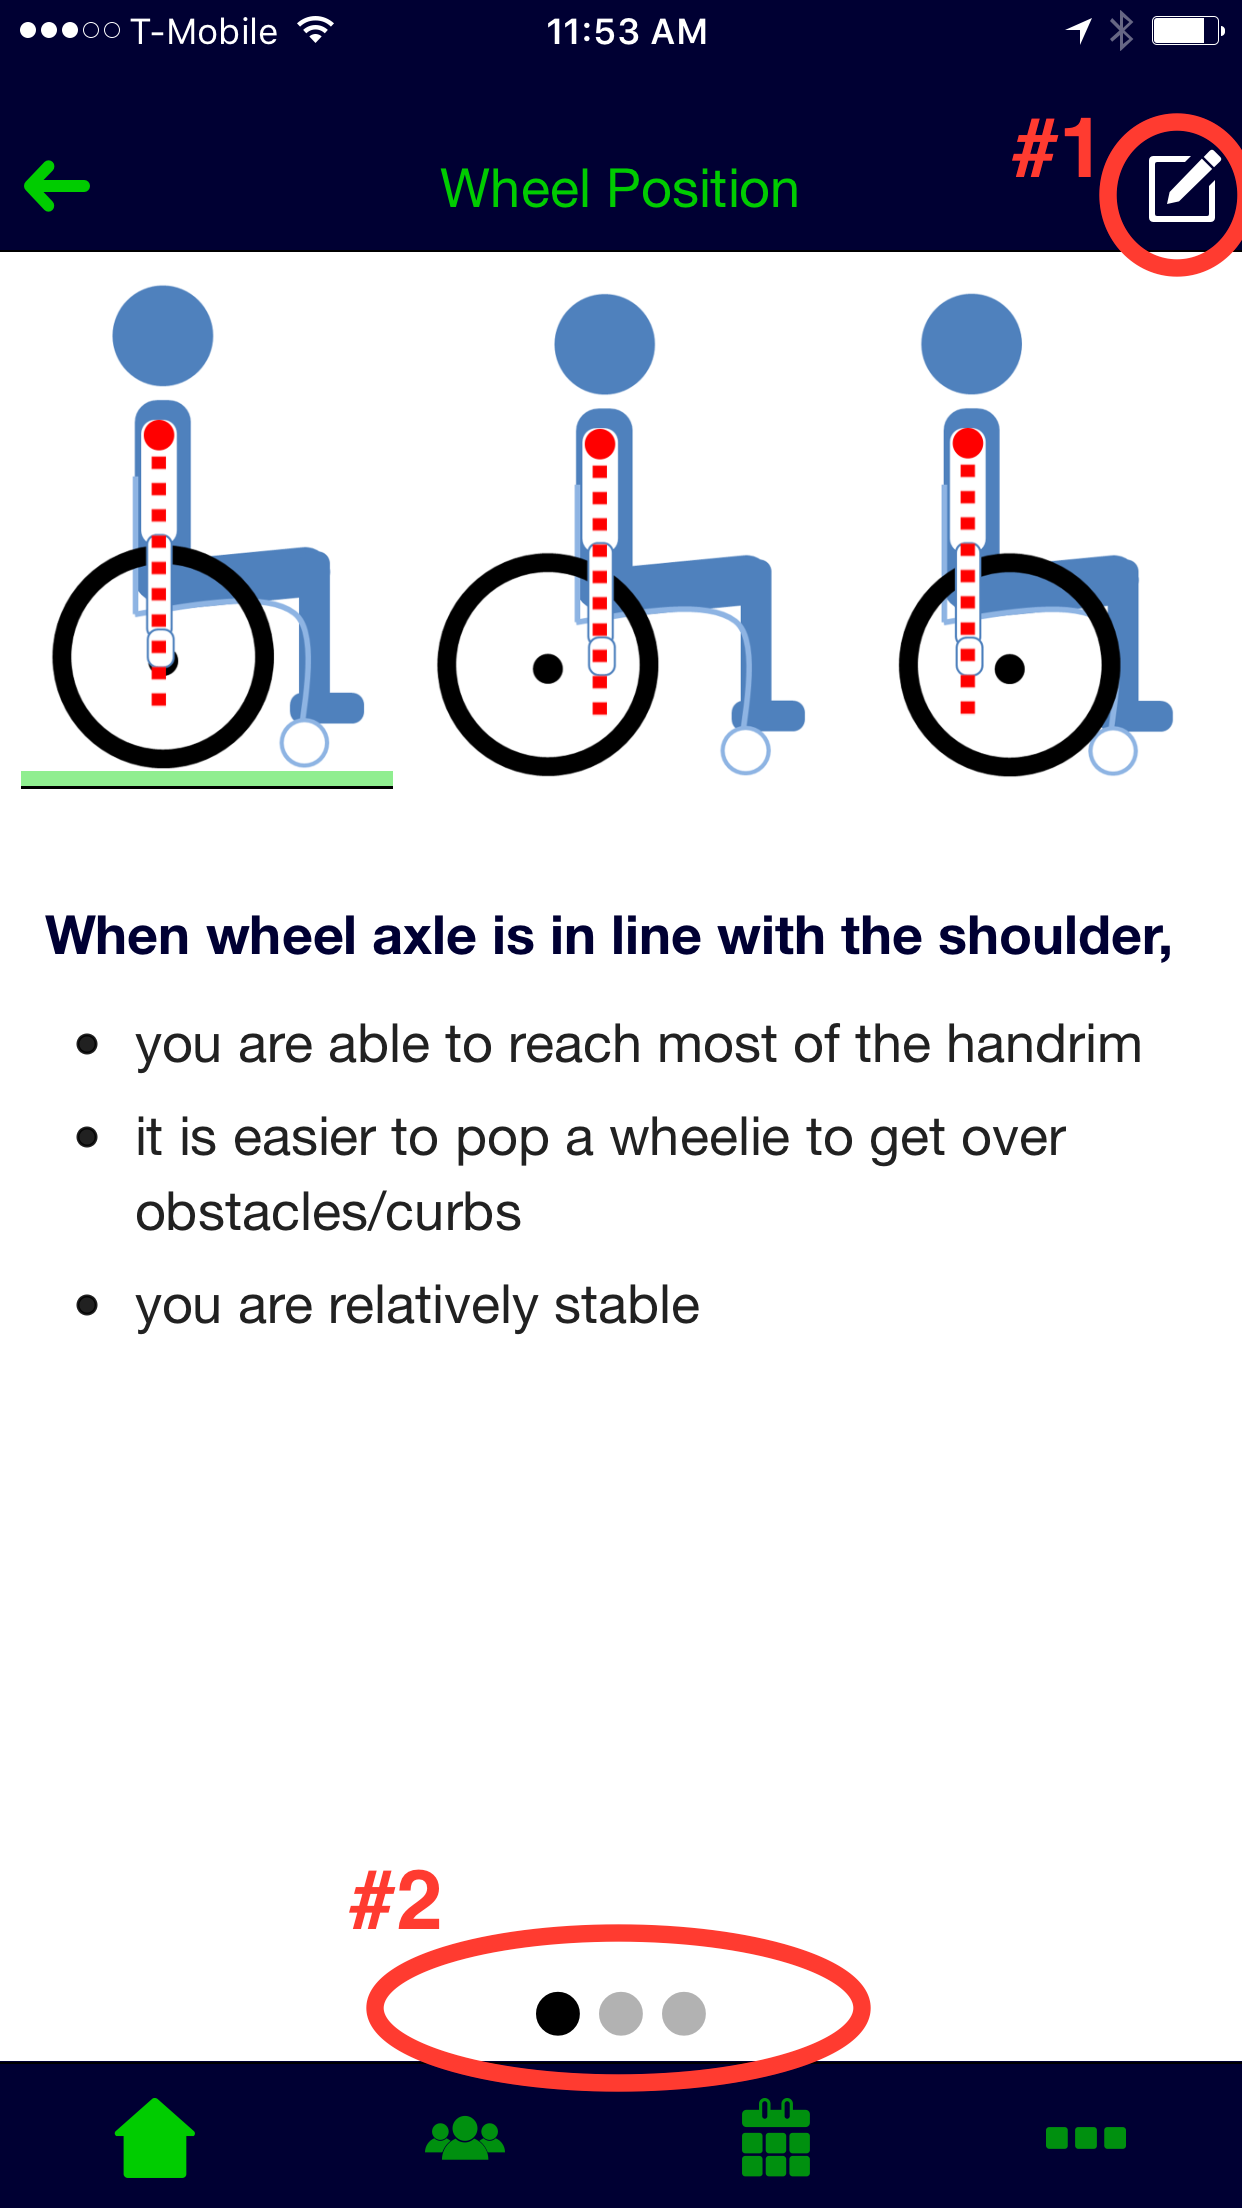 T-Mobile 11:53 AM
#1
Wheel Position
When wheel axle is in line with the shoulder,
• you are able to reach most of the handrim
• it is easier to pop a wheelie to get over
obstacles/curbs
• you are relatively stable
#2